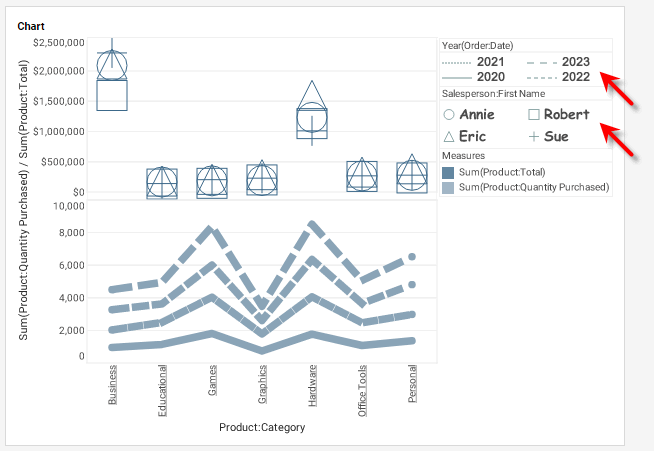 Chart
Sum(Product:Quantity Purchased) / Sum(Product:Total)
$2,500,000
$2,000,000
$1,500,000
$1,000,000
$500,000
$0
10,000
8,000
6,000
4,000
2,000
0
Business
Educational
Games
Graphics
Hardware
Office Tools
Personal
Product:Category
Year(Order:Date)
2021 2023
2020 2022
Salesperson:First Name
Annie Robert
Eric Sue
Measures
Sum(Product:Total)
Sum(Product:Quantity Purchased)